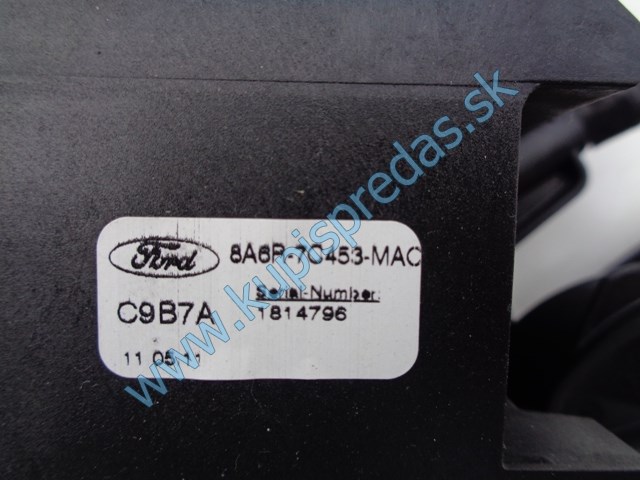 Ford
8A6R-7C453-MAC
Serial-Number:
C9B7A
1814796
11 05 11
www.kupispredas.sk